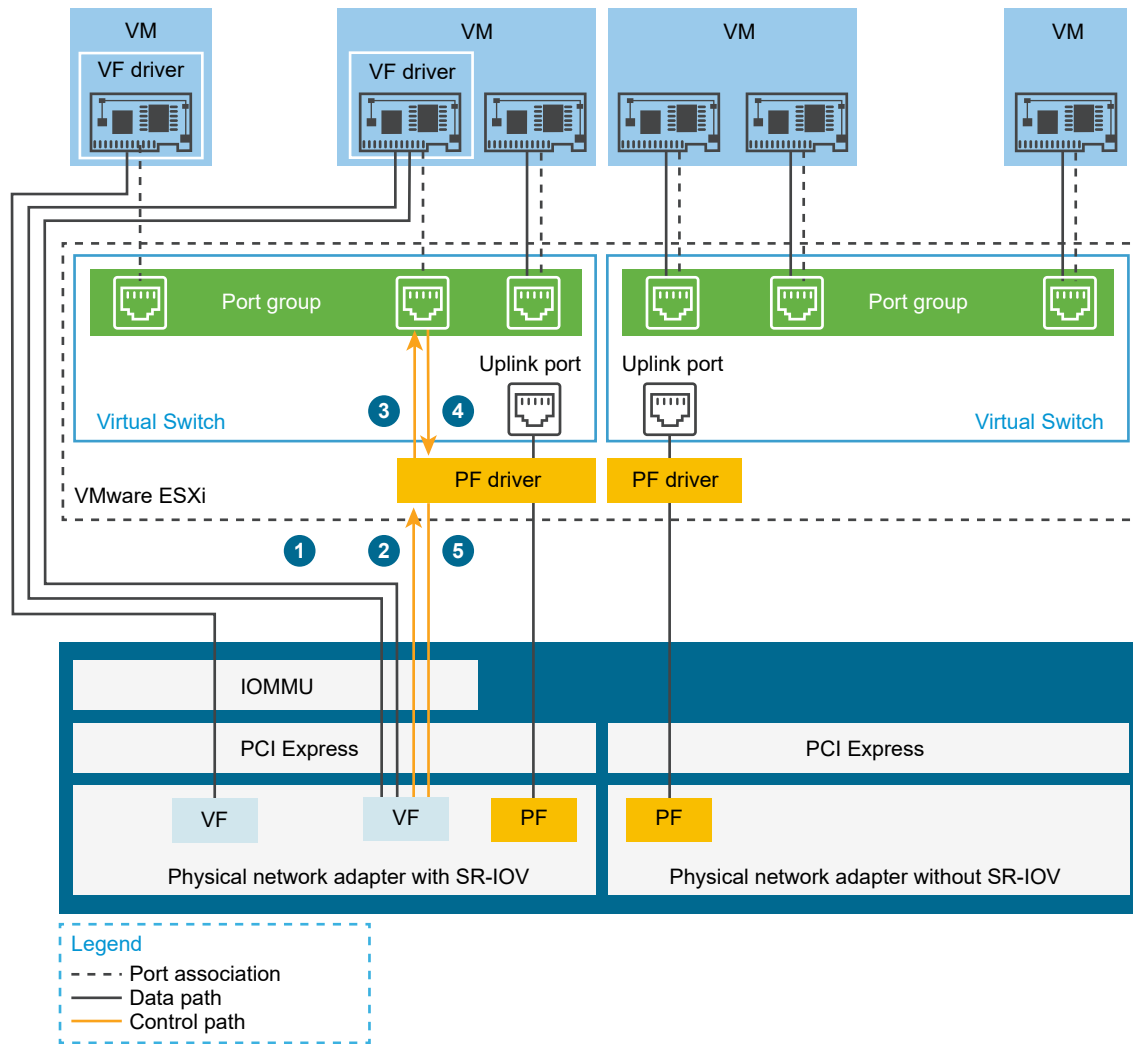 VM
VM
VM
VM
VF driver
VF driver
Port group
Port group
Uplink port
Uplink port
3
4
Virtual Switch
Virtual Switch
PF driver
PF driver
VMware ESXi
1
2
5
IOMMU
PCI Express
PCI Express
VF
VF
PF
PF
Physical network adapter with SR-IOV
Physical network adapter without SR-IOV
Legend
Port association
Data path
Control path